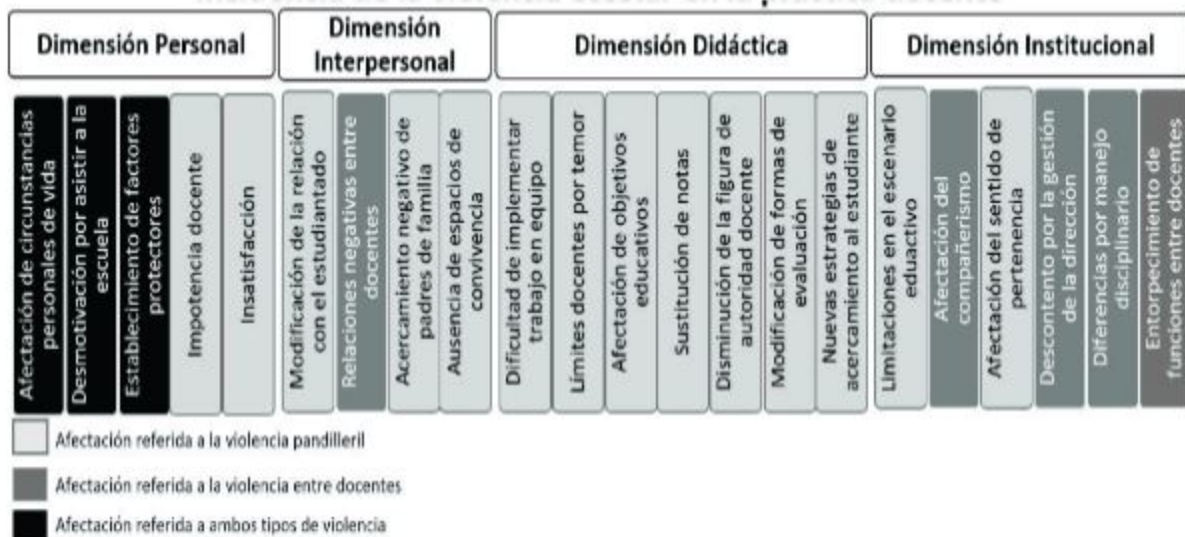 Dimensión Personal
Dimensión
Interpersonal
Dimensión Didáctica
Dimensión Institucional
Afectación de circunstancias
personales de vida
Desmotivación por asistir a la
escuela
Establecimiento de factores
protectores
Impotencia docente
Insatisfacción
Modificación de la relación
con el estudiantado
Relaciones negativas entre
docentes
Acercamiento negativo de
padres de familia
Ausencia de espacios de
convivencia
Dificultad de implementar
trabajo en equipo
Límites docentes por temor
Afectación de objetivos
educativos
Sustitución de notas
Disminución de la figura de
autoridad docente
Modificación de formas de
evaluación
Nuevas estrategias de
acercamiento al estudiante
Limitaciones en el escenario
eduactivo
Afectación del
compañerismo
Afectación del sentido de
pertenencia
Descontento por la gestión
de la dirección
Diferencias por manejo
disciplinario
Entorpecimiento de
funciones entre docentes
Afectación referida a la violencia pandilleril
Afectación referida a la violencia entre docentes
Afectación referida a ambos tipos de violencia